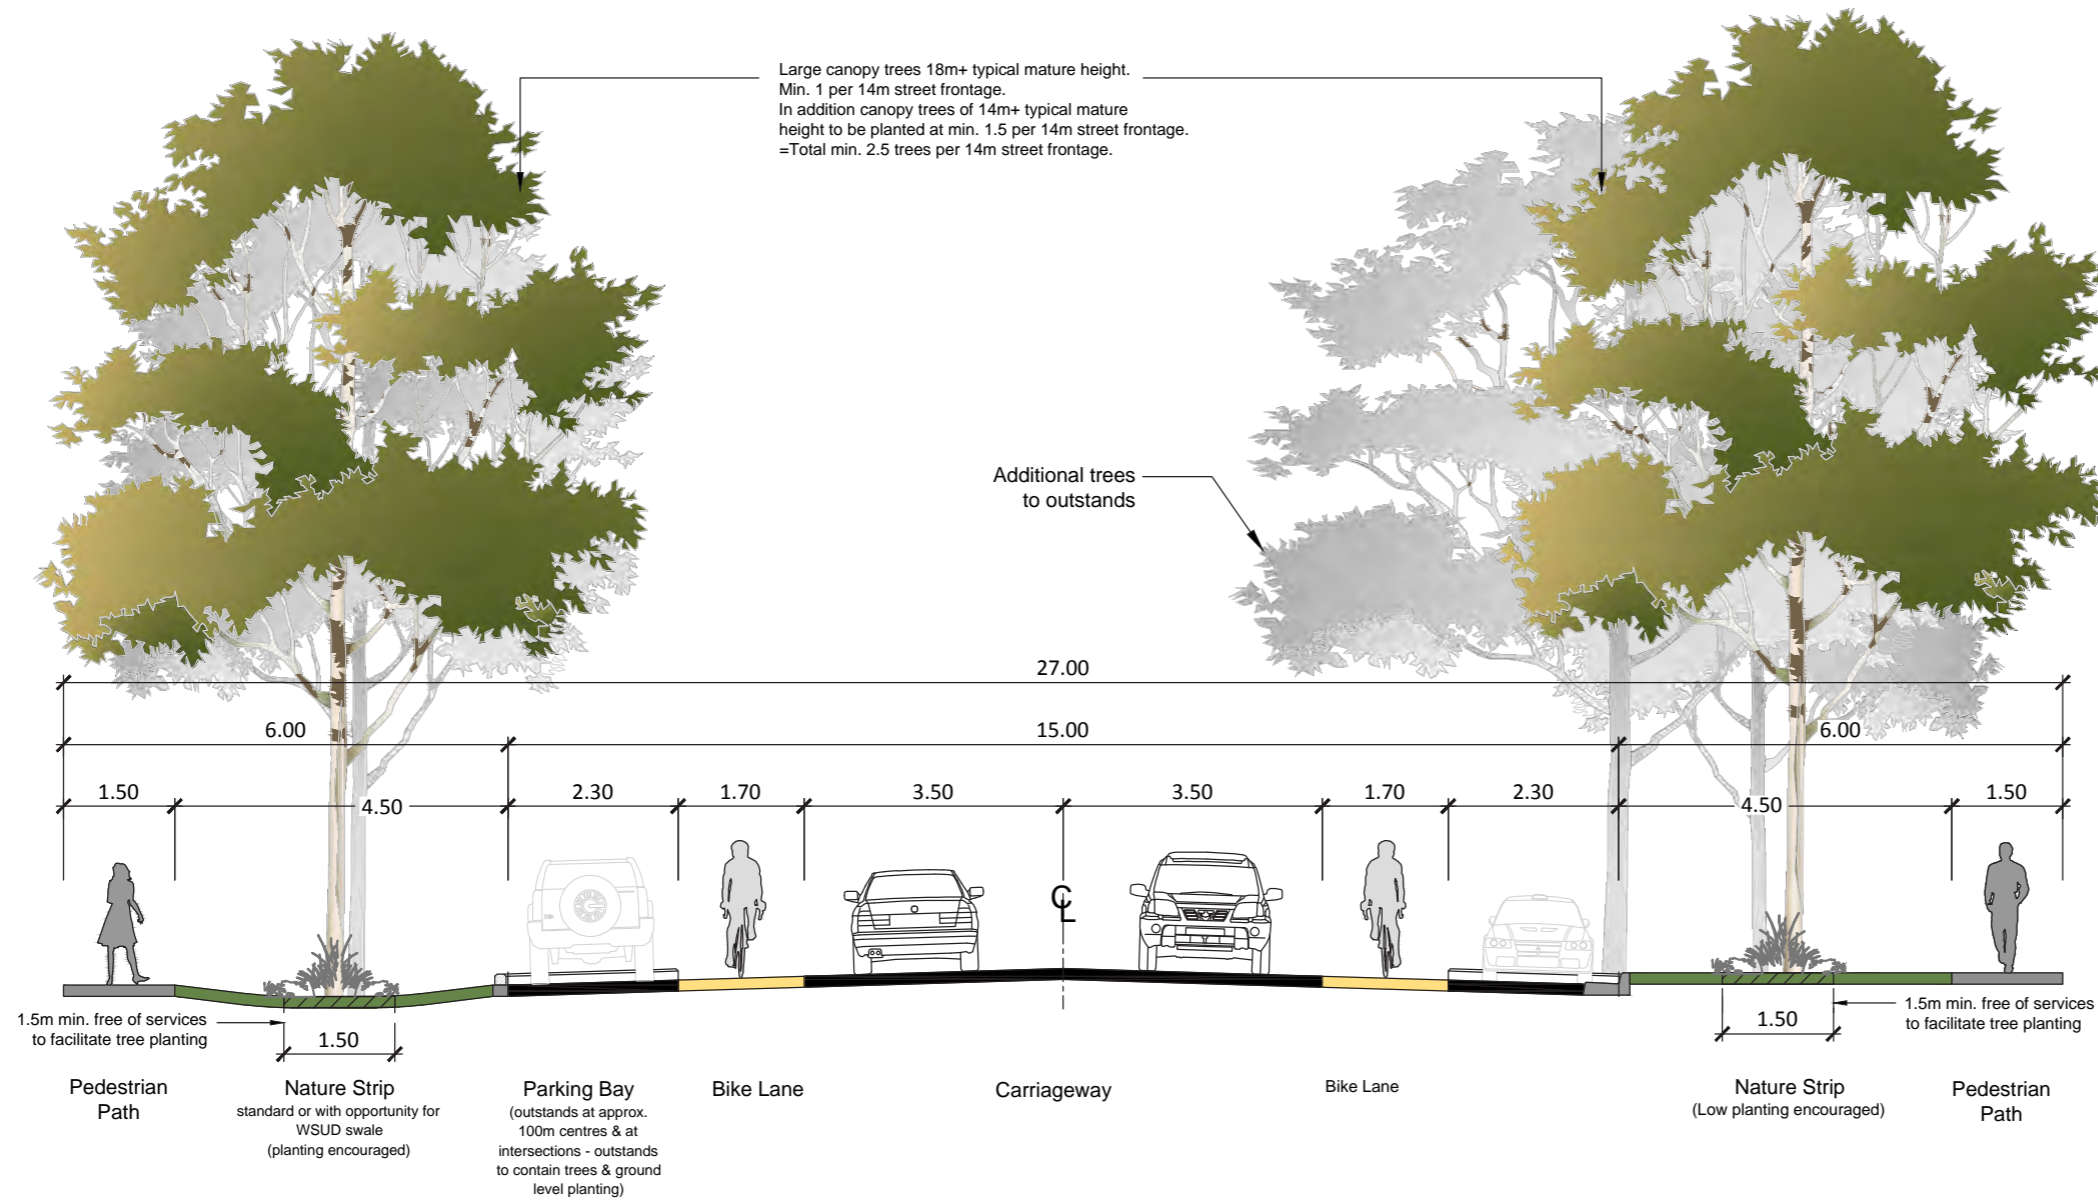 Large canopy trees 18m+ typical mature height.
Min. 1 per 14m street frontage.
In addition canopy trees of 14m+ typical mature
height to be planted at min. 1.5 per 14m street frontage.
=Total min. 2.5 trees per 14m street frontage.
Additional trees
to outstands
27.00
6.00
15.00
6.00
1.50
4.50
2.30
1.70
3.50
3.50
1.70
2.30
4.50
1.50
CL
1.5m min. free of services
to facilitate tree planting
1.50
1.50
1.5m min. free of services
to facilitate tree planting
Pedestrian
Path
Nature Strip
standard or with opportunity for
WSUD swale
(planting encouraged)
Parking Bay
(outstands at approx.
100m centres & at
intersections - outstands
to contain trees & ground
level planting)
Bike Lane
Carriageway
Bike Lane
Nature Strip
(Low planting encouraged)
Pedestrian
Path